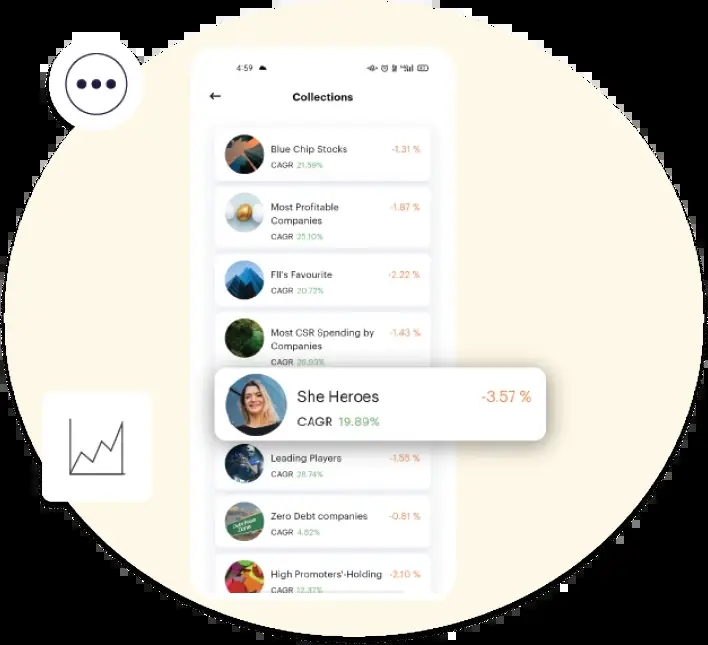 4:59
Collections
Blue Chip Stocks -1.31 %
CAGR 21.59%
Most Profitable -1.87 %
Companies
CAGR 25.10%
FII's Favourite -2.22 %
CAGR 20.72%
Most CSR Spending by -1.43 %
Companies
CAGR 26.93%
She Heroes -3.57 %
CAGR 19.89%
Leading Players -1.55 %
CAGR 28.74%
Zero Debt companies -0.81 %
CAGR 4.82%
High Promoters'-Holding -2.10 %
CAGR 12.37%